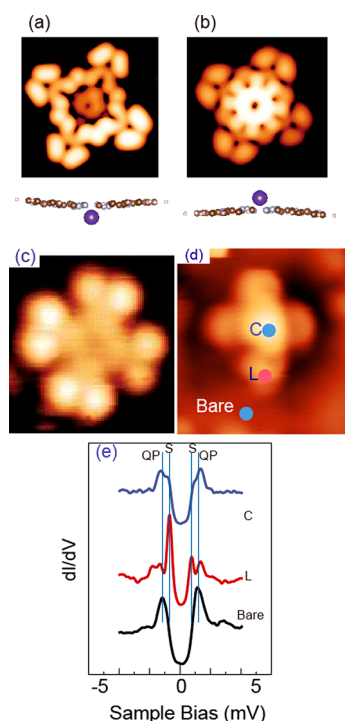 (a)
(b)
(c)
(d)
C
L
Bare
(e)
QP S S QP
C
L
Bare
dI/dV
-5 0 5
Sample Bias (mV)